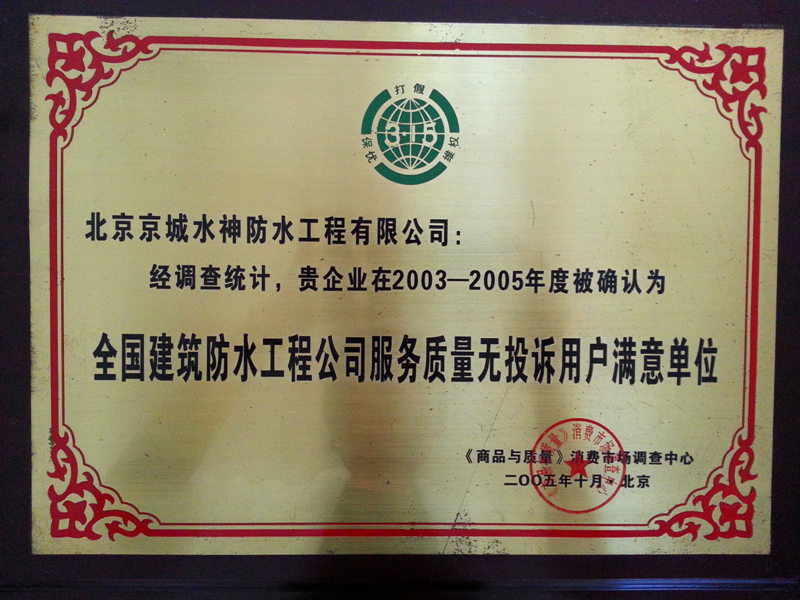 打假
3·15
保优
维权
北京京城水神防水工程有限公司：
经调查统计，贵企业在2003—2005年度被确认为
全国建筑防水工程公司服务质量无投诉用户满意单位
《商品与质量》消费市场调查中心
二〇〇五年十月 北京